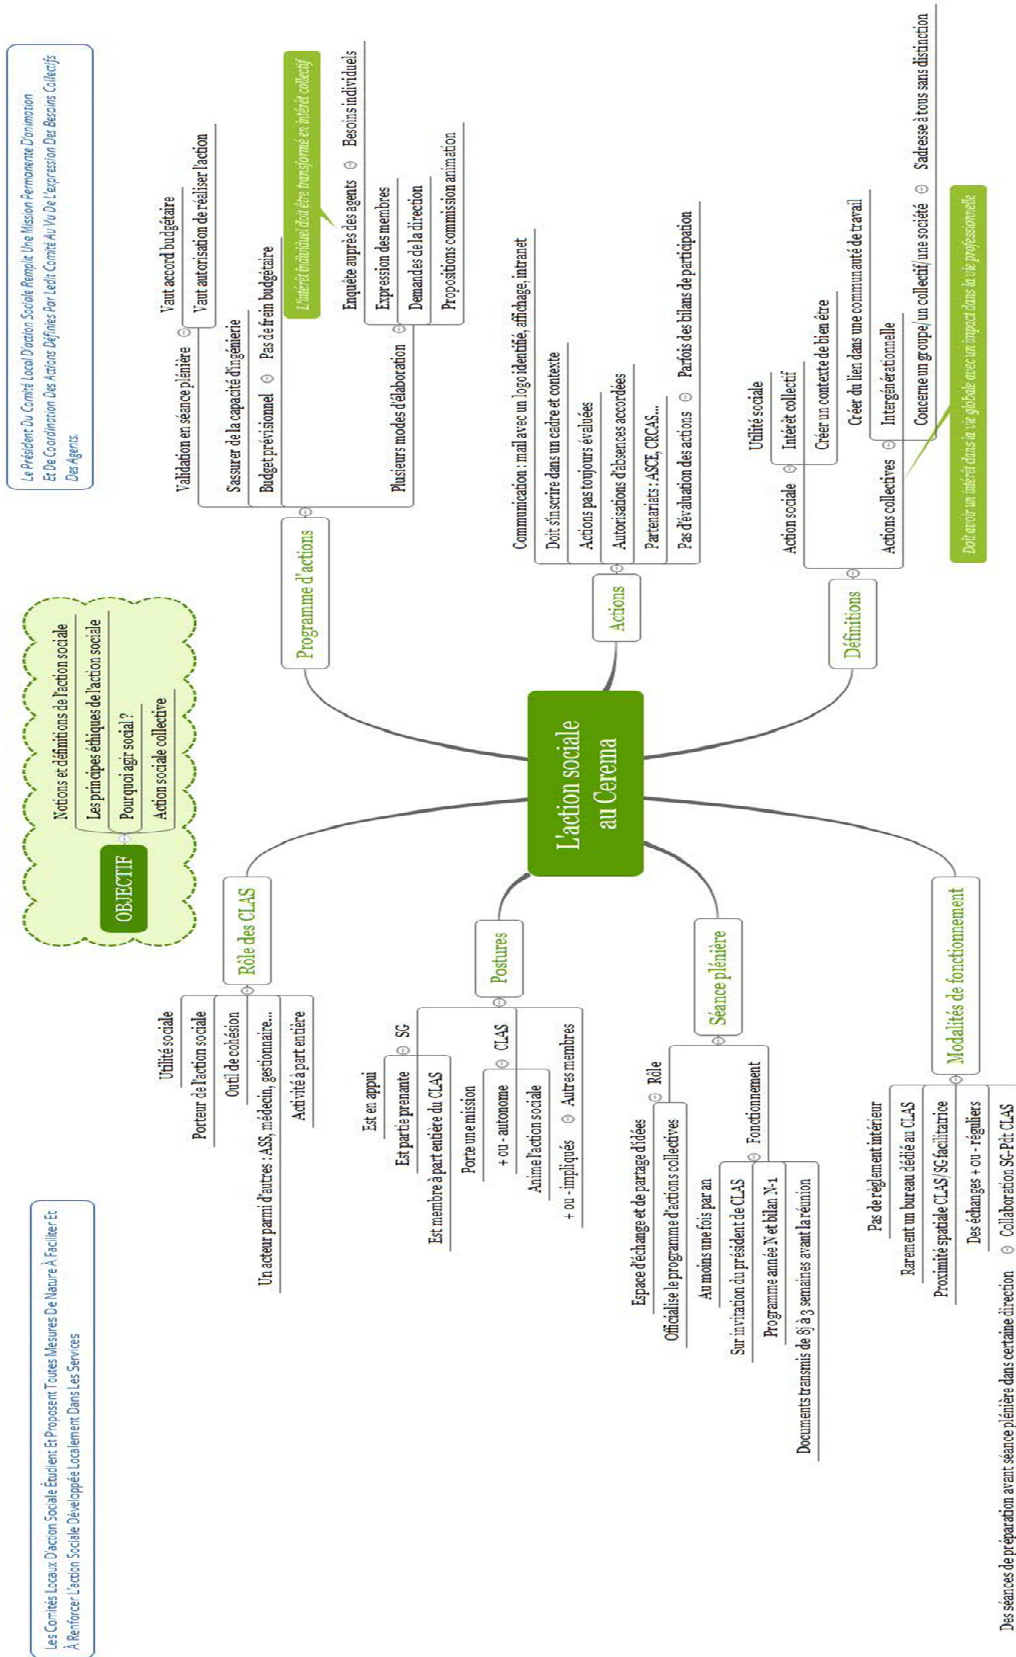 Les Comités Locaux D'action Sociale Étudient Et Proposent Toutes Mesures De Nature À Faciliter Et
À Renforcer L'action Sociale Développée Localement Dans Les Services
Le Président Du Comité Local D'action Sociale Remplit Une Mission Permanente D'animation
Et De Coordination Des Actions Définies Par Ledit Comité Au Vu De L'expression Des Besoins Collectifs
Des Agents.
OBJECTIF
Notions et définitions de l'action sociale
Les principes éthiques de l'action sociale
Pourquoi agir social ?
Action sociale collective
L'action sociale
au Cerema
Rôle des CLAS
Utilité sociale
Porteur de l'action sociale
Outil de cohésion
Un acteur parmi d'autres : ASS, médecin, gestionnaire...
Activité à part entière
Postures
SG
Est en appui
Est partie prenante
Est membre à part entière du CLAS
CLAS
Porte une mission
+ ou - autonome
Anime l'action sociale
Autres membres
+ ou - impliqués
Séance plénière
Rôle
Espace d'échange et de partage d'idées
Officialise le programme d'actions collectives
Fonctionnement
Au moins une fois par an
Sur invitation du président de CLAS
Programme année N et bilan N-1
Documents transmis de 8j à 3 semaines avant la réunion
Modalités de fonctionnement
Pas de règlement intérieur
Rarement un bureau dédié au CLAS
Proximité spatiale CLAS/SG facilitatrice
Des échanges + ou - réguliers
Collaboration SG-Pdt CLAS
Des séances de préparation avant séance plénière dans certaine direction
Programme d'actions
Validation en séance plénière
Vaut accord budgétaire
Vaut autorisation de réaliser l'action
S'assurer de la capacité d'ingénierie
Budget prévisionnel
Pas de frein budgétaire
L'intérêt individuel doit être transformé en intérêt collectif
Plusieurs modes d'élaboration
Enquête auprès des agents
Besoins individuels
Expression des membres
Demandes de la direction
Propositions commission animation
Actions
Communication : mail avec un logo identifié, affichage, intranet
Doit s'inscrire dans un cadre et contexte
Actions pas toujours évaluées
Autorisations d'absences accordées
Partenariats : ASCE, CRCAS...
Pas d'évaluation des actions
Parfois des bilans de participation
Définitions
Action sociale
Utilité sociale
Intérêt collectif
Créer un contexte de bien être
Actions collectives
Créer du lien dans une communauté de travail
Intergénérationnelle
Concerne un groupe/ un collectif/ une société
S'adresse à tous sans distinction
Doit avoir un intérêt dans la vie globale avec un impact dans la vie professionnelle